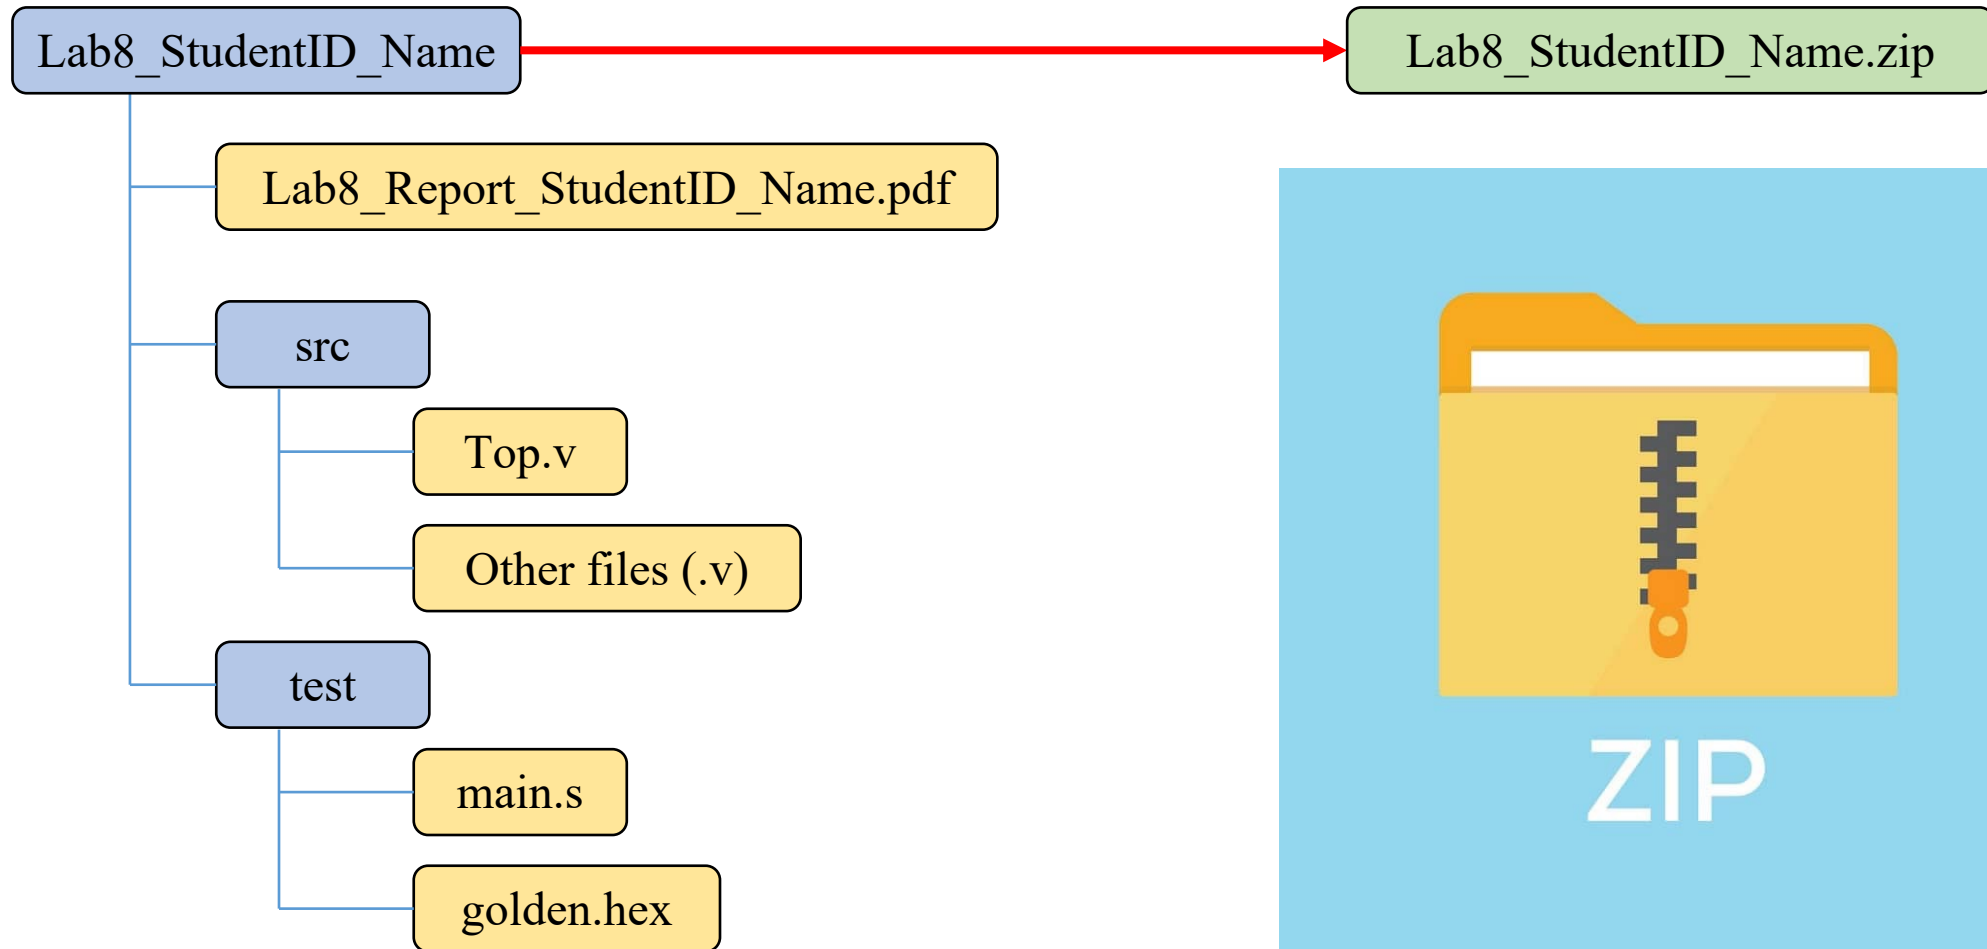 Lab8_StudentID_Name
Lab8_StudentID_Name.zip
Lab8_Report_StudentID_Name.pdf
src
Top.v
Other files (.v)
test
main.s
golden.hex
ZIP